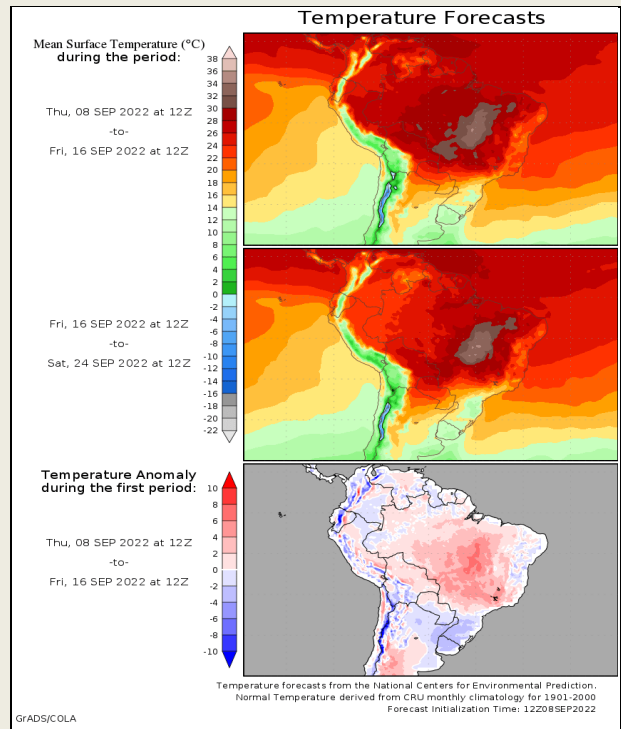 Temperature Forecasts
Mean Surface Temperature (°C)
during the period:
Thu, 08 SEP 2022 at 12Z
-to-
Fri, 16 SEP 2022 at 12Z
Fri, 16 SEP 2022 at 12Z
-to-
Sat, 24 SEP 2022 at 12Z
38
36
34
32
30
28
26
24
22
20
18
16
14
12
10
8
6
4
2
0
-2
-4
-6
-8
-10
-12
-14
-16
-18
-20
-22
Temperature Anomaly
during the first period:
Thu, 08 SEP 2022 at 12Z
-to-
Fri, 16 SEP 2022 at 12Z
10
8
6
4
2
0
-2
-4
-6
-8
-10
Temperature forecasts from the National Centers for Environmental Prediction.
Normal Temperature derived from CRU monthly climatology for 1901-2000
Forecast Initialization Time: 12Z08SEP2022
GrADS/COLA